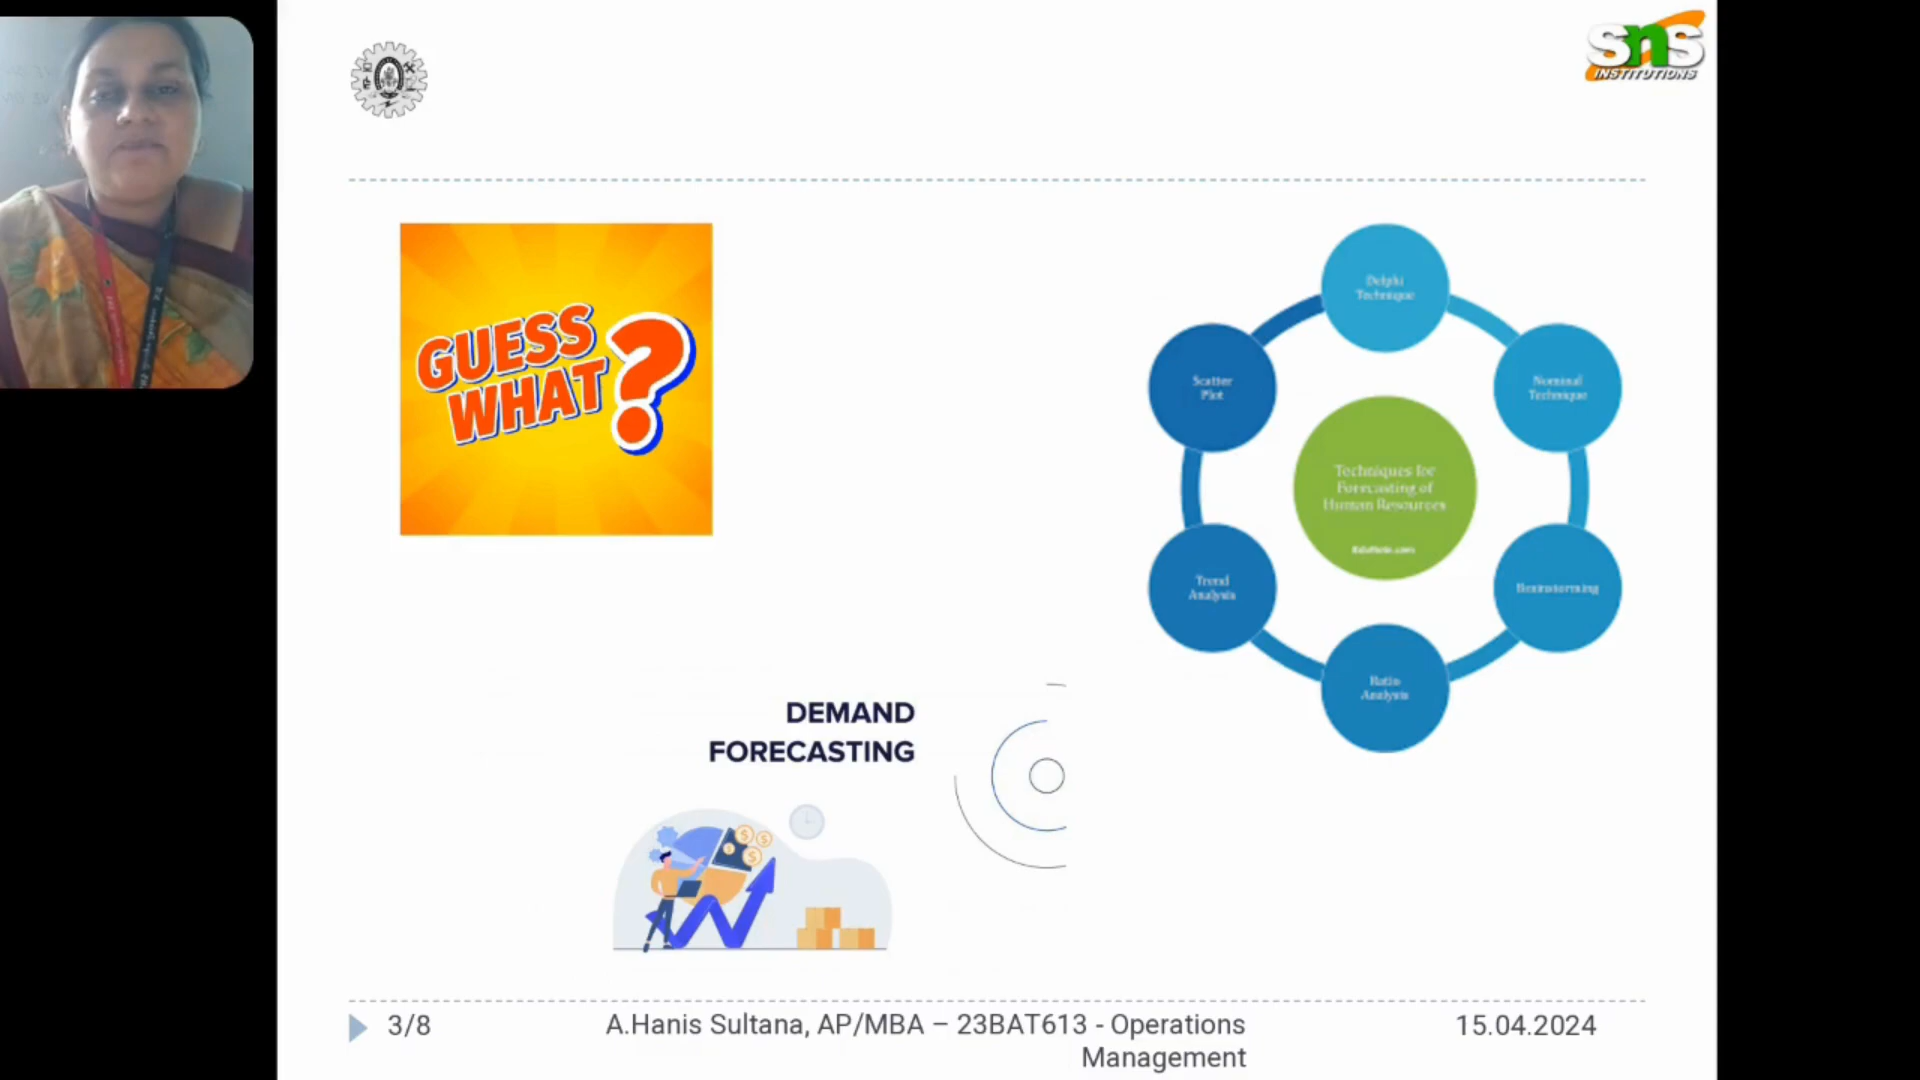 SnS
INSTITUTIONS
GUESS
WHAT?
Delphi
Technique
Nominal
Technique
Brainstorming
Ratio
Analysis
Trend
Analysis
Scatter
Plot
Techniques for
Forecasting of
Human Resources
DEMAND
FORECASTING
3/8
A.Hanis Sultana, AP/MBA – 23BAT613 - Operations
Management
15.04.2024